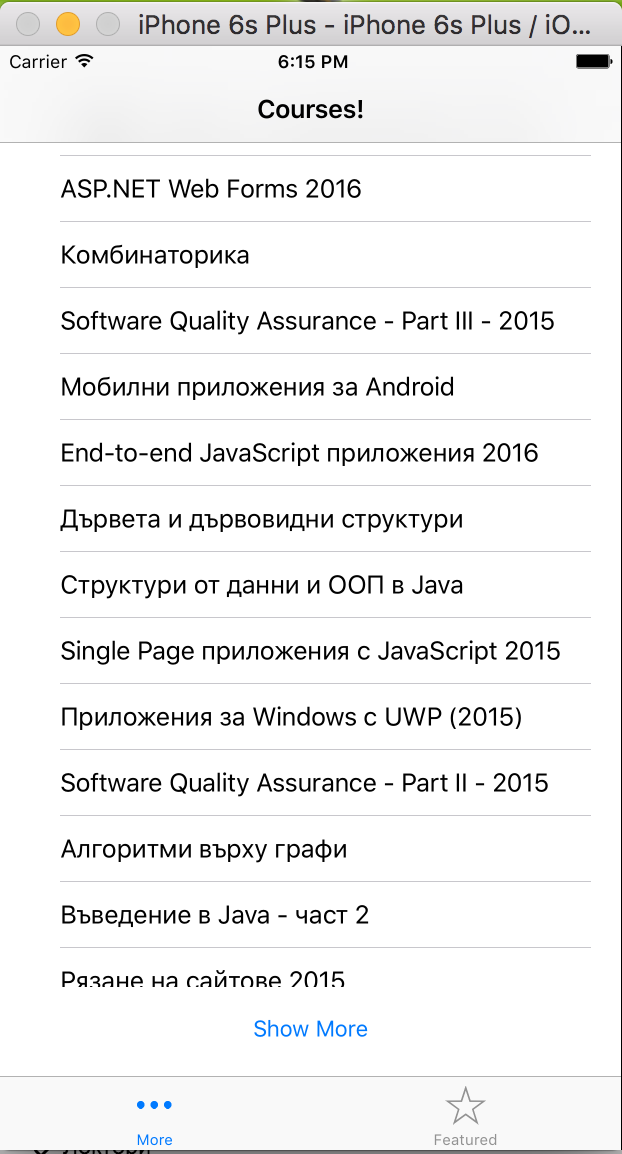 iPhone 6s Plus - iPhone 6s Plus / iO...
Carrier 6:15 PM
Courses!
ASP.NET Web Forms 2016
Комбинаторика
Software Quality Assurance - Part III - 2015
Мобилни приложения за Android
End-to-end JavaScript приложения 2016
Дървета и дървовидни структури
Структури от данни и ООП в Java
Single Page приложения с JavaScript 2015
Приложения за Windows с UWP (2015)
Software Quality Assurance - Part II - 2015
Алгоритми върху графи
Въведение в Java - част 2
Рязане на сайтове 2015
Show More
More Featured